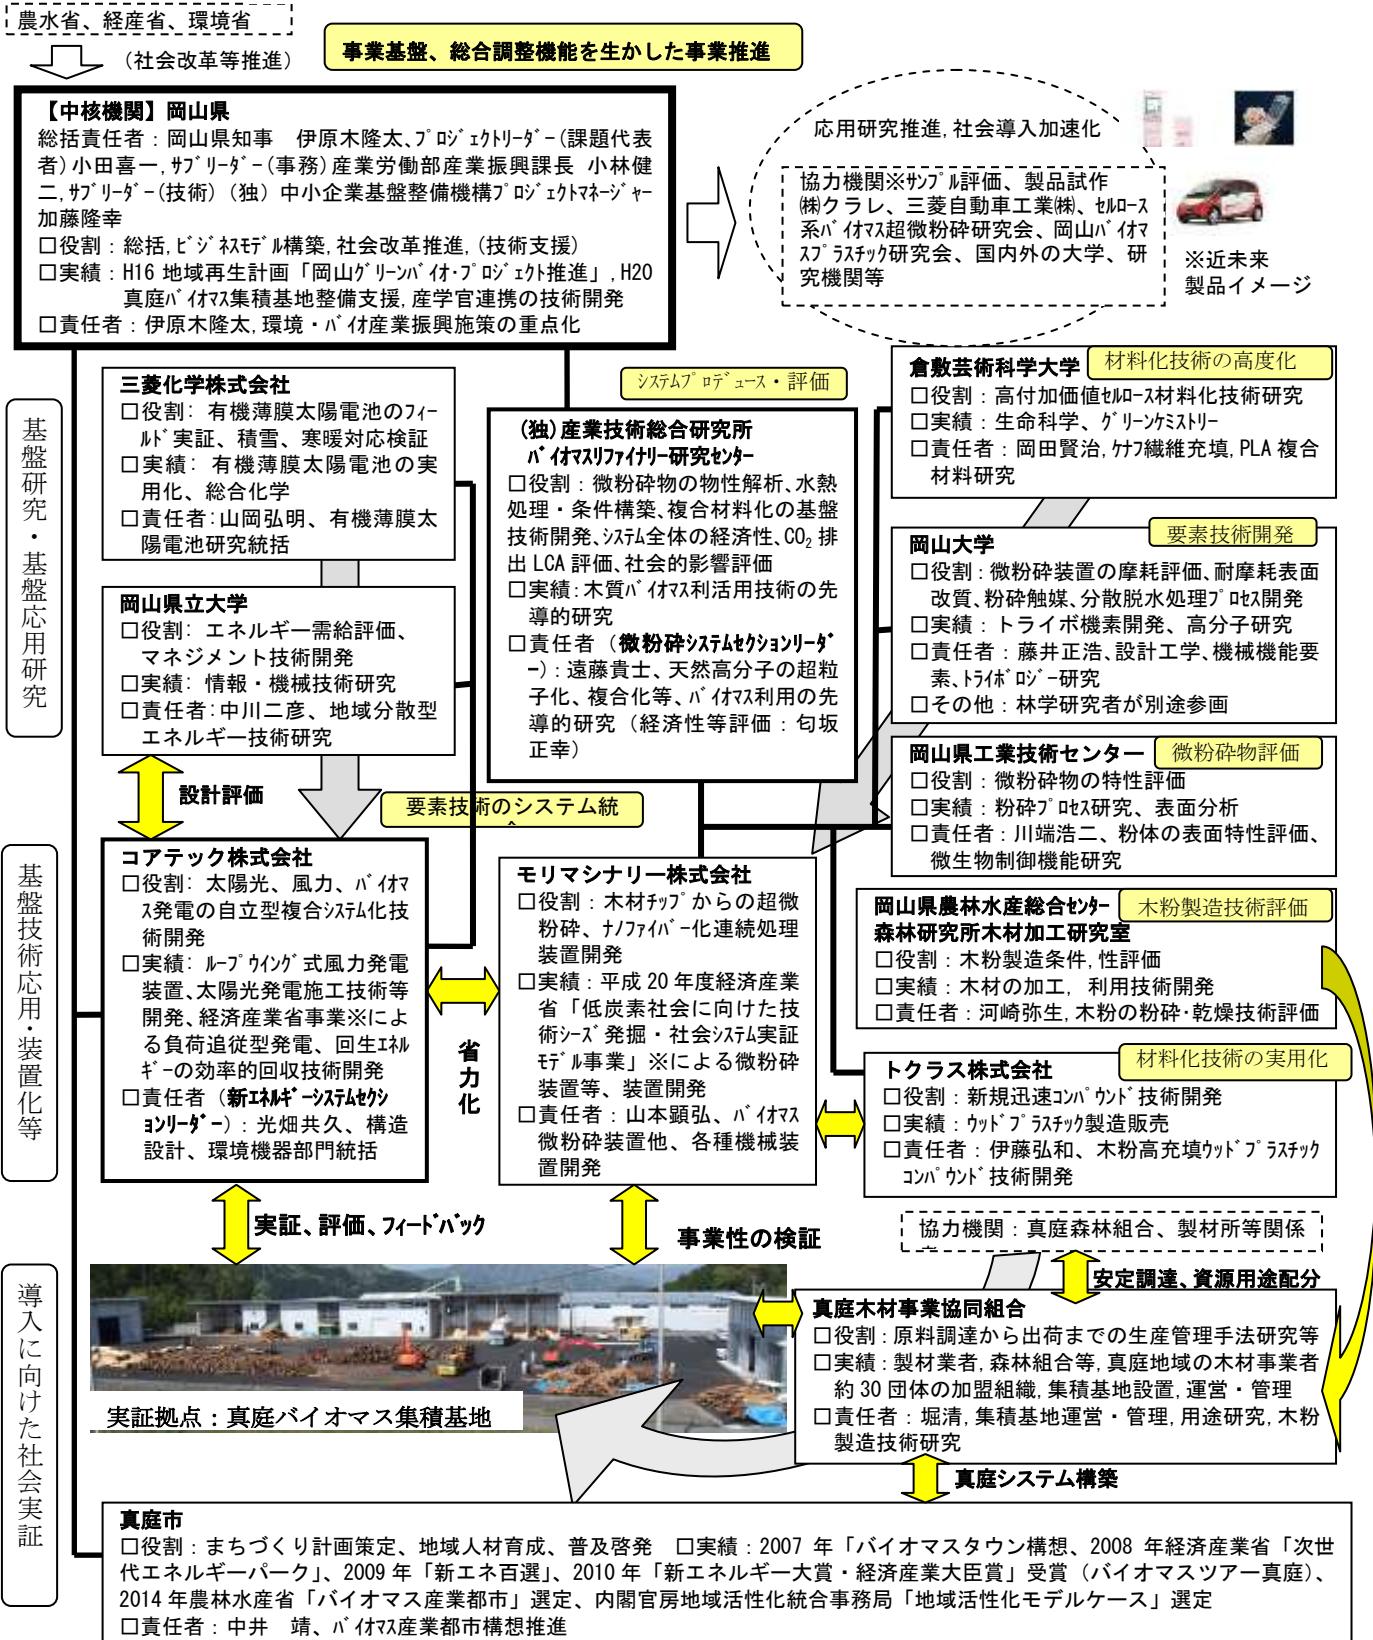 農水省、経産省、環境省
(社会改革等推進)
事業基盤、総合調整機能を生かした事業推進
【中核機関】岡山県
総括責任者：岡山県知事　伊原木隆太、ﾌﾟﾛｼﾞｪｸﾄﾘｰﾀﾞｰ(課題代表
者)小田喜一,ｻﾌﾞﾘｰﾀﾞｰ(事務)産業労働部産業振興課長 小林健
二,ｻﾌﾞﾘｰﾀﾞｰ(技術)（独）中小企業基盤整備機構ﾌﾟﾛｼﾞｪｸﾄﾏﾈｰｼﾞｬｰ
加藤隆幸
□役割：総括,ﾋﾞｼﾞﾈｽﾓﾃﾞﾙ構築,社会改革推進,(技術支援)
□実績：H16 地域再生計画「岡山ｸﾞﾘｰﾝﾊﾞｲｵ･ﾌﾟﾛｼﾞｪｸﾄ推進」,H20
真庭ﾊﾞｲｵﾏｽ集積基地整備支援,産学官連携の技術開発
□責任者：伊原木隆太,環境・ﾊﾞｲｵ産業振興施策の重点化
応用研究推進,社会導入加速化
協力機関※ｻﾝﾌﾟﾙ評価、製品試作
㈱クラレ、三菱自動車工業㈱、ｾﾙﾛｰｽ
系ﾊﾞｲｵﾏｽ超微粉砕研究会、岡山ﾊﾞｲｵﾏ
ｽﾌﾟﾗｽﾁｯｸ研究会、国内外の大学、研
究機関等
※近未来
製品イメージ
基盤研究・基盤応用研究
三菱化学株式会社
□役割: 有機薄膜太陽電池のﾌｨｰ
ﾙﾄﾞ実証、積雪、寒暖対応検証
□実績: 有機薄膜太陽電池の実
用化、総合化学
□責任者:山岡弘明、有機薄膜太
陽電池研究統括
岡山県立大学
□役割: エネルギー需給評価、
マネジメント技術開発
□実績: 情報・機械技術研究
□責任者:中川二彦、地域分散型
エネルギー技術研究
設計評価
ｼｽﾃﾑﾌﾟﾛﾃﾞｭｰｽ・評価
(独)産業技術総合研究所
ﾊﾞｲｵﾏｽﾘﾌｧｲﾅﾘｰ研究ｾﾝﾀｰ
□役割：微粉砕物の物性解析、水熱
処理・条件構築、複合材料化の基盤
技術開発、ｼｽﾃﾑ全体の経済性、CO₂ 排
出 LCA 評価、社会的影響評価
□実績:木質ﾊﾞｲｵﾏｽ利活用技術の先
導的研究
□責任者（微粉砕ｼｽﾃﾑｾｸｼｮﾝﾘｰﾀﾞ
ｰ)：遠藤貴士、天然高分子の超粒
子化、複合化等、ﾊﾞｲｵﾏｽ利用の先
導的研究（経済性等評価：匂坂
正幸）
倉敷芸術科学大学
材料化技術の高度化
□役割：高付加価値ｾﾙﾛｰｽ材料化技術研究
□実績：生命科学、ｸﾞﾘｰﾝｹﾐｽﾄﾘｰ
□責任者：岡田賢治,ｹﾅﾌ繊維充填,PLA 複合
材料研究
岡山大学
要素技術開発
□役割：微粉砕装置の摩耗評価、耐摩耗表面
改質、粉砕触媒、分散脱水処理ﾌﾟﾛｾｽ開発
□実績：トライボ機素開発、高分子研究
□責任者：藤井正浩、設計工学、機械機能要
素、ﾄﾗｲﾎﾞﾛｼﾞｰ研究
□その他：林学研究者が別途参画
岡山県工業技術センター
微粉砕物評価
□役割：微粉砕物の特性評価
□実績：粉砕ﾌﾟﾛｾｽ研究、表面分析
□責任者：川端浩二、粉体の表面特性評価、
微生物制御機能研究
要素技術のシステム統
基盤技術応用・装置化等
コアテック株式会社
□役割: 太陽光、風力、ﾊﾞｲｵﾏ
ｽ発電の自立型複合ｼｽﾃﾑ化技
術開発
□実績: ﾙｰﾌﾟｳｲﾝｸﾞ式風力発電
装置、太陽光発電施工技術等
開発、経済産業省事業※によ
る負荷追従型発電、回生ｴﾈﾙ
ｷﾞｰの効率的回収技術開発
□責任者（新ｴﾈﾙｷﾞｰｼｽﾃﾑｾｸｼ
ｮﾝﾘｰﾀﾞｰ)：光畑共久、構造
設計、環境機器部門統括
省力化
モリマシナリー株式会社
□役割：木材ﾁｯﾌﾟからの超微
粉砕、ﾅﾉﾌｧｲﾊﾞｰ化連続処理
装置開発
□実績：平成 20 年度経済産業
省「低炭素社会に向けた技
術ｼｰｽﾞ発掘・社会ｼｽﾃﾑ実証
ﾓﾃﾞﾙ事業」※による微粉砕
装置等、装置開発
□責任者：山本顕弘、ﾊﾞｲｵﾏｽ
微粉砕装置他、各種機械装
置開発
岡山県農林水産総合ｾﾝﾀｰ
森林研究所木材加工研究室
木粉製造技術評価
□役割：木粉製造条件,性評価
□実績：木材の加工, 利用技術開発
□責任者：河崎弥生,木粉の粉砕･乾燥技術評価
トクラス株式会社
材料化技術の実用化
□役割：新規迅速ｺﾝﾊﾟｳﾝﾄﾞ技術開発
□実績：ｳｯﾄﾞﾌﾟﾗｽﾁｯｸ製造販売
□責任者：伊藤弘和、木粉高充填ｳｯﾄﾞﾌﾟﾗｽﾁｯｸ
ｺﾝﾊﾟｳﾝﾄﾞ技術開発
実証、評価、ﾌｨｰﾄﾞﾊﾞｯｸ
事業性の検証
協力機関：真庭森林組合、製材所等関係
安定調達、資源用途配分
導入に向けた社会実証
実証拠点：真庭バイオマス集積基地
真庭木材事業協同組合
□役割：原料調達から出荷までの生産管理手法研究等
□実績：製材業者,森林組合等,真庭地域の木材事業者
約 30 団体の加盟組織,集積基地設置,運営・管理
□責任者：堀清,集積基地運営・管理,用途研究,木粉
製造技術研究
真庭システム構築
真庭市
□役割：まちづくり計画策定、地域人材育成、普及啓発　□実績：2007 年「バイオマスタウン構想、2008 年経済産業省「次世
代エネルギーパーク」、2009 年「新エネ百選」、2010 年「新エネルギー大賞・経済産業大臣賞」受賞（バイオマスツアー真庭）、
2014 年農林水産省「バイオマス産業都市」選定、内閣官房地域活性化統合事務局「地域活性化モデルケース」選定
□責任者：中井　靖、ﾊﾞｲｵﾏｽ産業都市構想推進